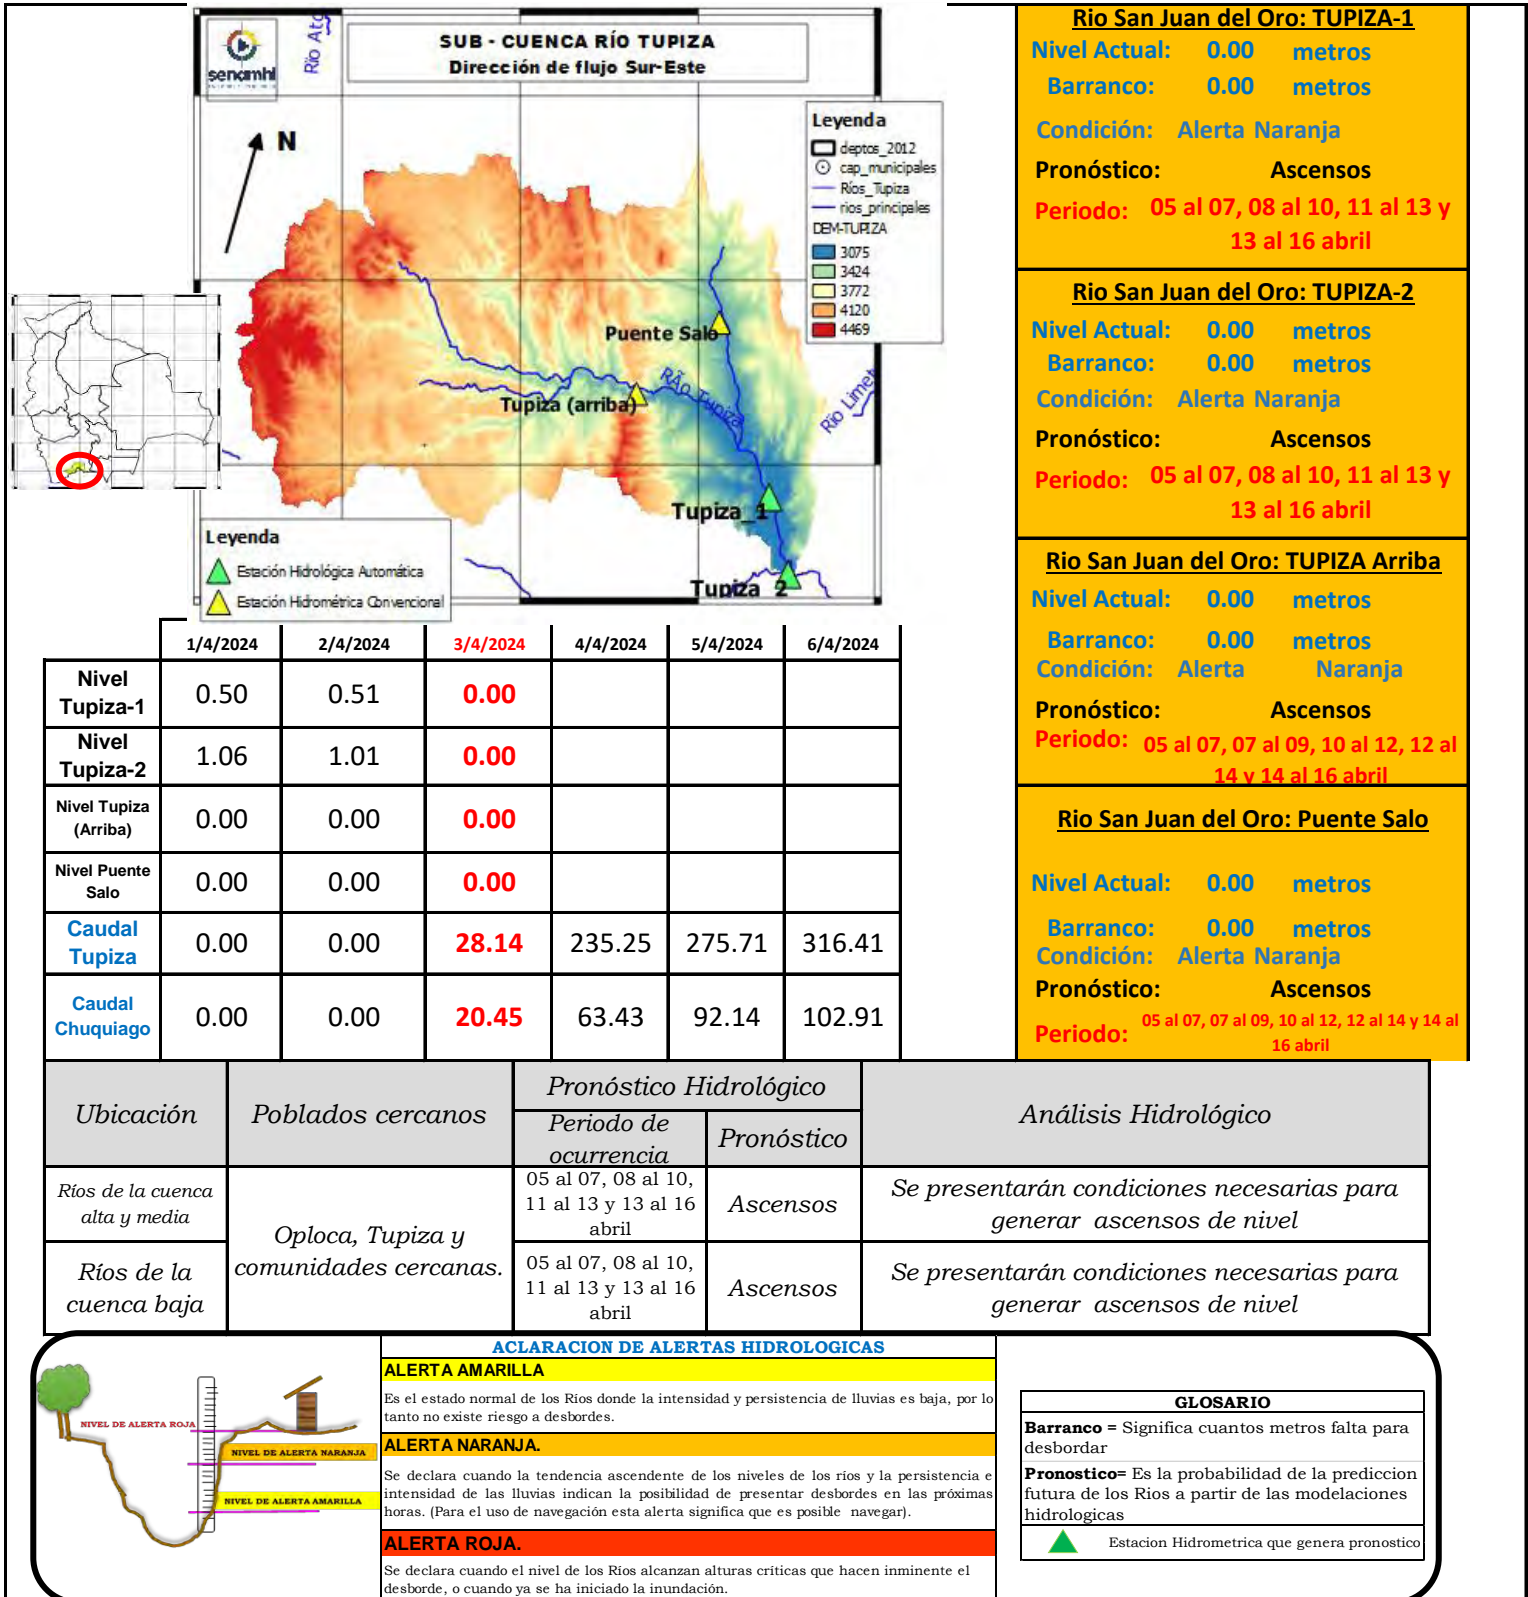 senamhi
Rio Ato
SUB - CUENCA RÍO TUPIZA
Dirección de flujo Sur-Este
N
Leyenda
deptos_2012
cap_municipales
Ríos_Tupiza
rios_principales
DEM-TUPIZA
3075
3424
3772
4120
4469
Puente Salo
RÃo Tupiza
Tupiza (arriba)
Rio Limet
Tupiza_1
Tupiza_2
Leyenda
Estación Hidrológica Automática
Estación Hidrométrica Convencional
Rio San Juan del Oro: TUPIZA-1
Nivel Actual: 0.00 metros
Barranco: 0.00 metros
Condición: Alerta Naranja
Pronóstico: Ascensos
Periodo: 05 al 07, 08 al 10, 11 al 13 y
13 al 16 abril
Rio San Juan del Oro: TUPIZA-2
Nivel Actual: 0.00 metros
Barranco: 0.00 metros
Condición: Alerta Naranja
Pronóstico: Ascensos
Periodo: 05 al 07, 08 al 10, 11 al 13 y
13 al 16 abril
Rio San Juan del Oro: TUPIZA Arriba
Nivel Actual: 0.00 metros
Barranco: 0.00 metros
Condición: Alerta Naranja
Pronóstico: Ascensos
Periodo: 05 al 07, 07 al 09, 10 al 12, 12 al
14 y 14 al 16 abril
Rio San Juan del Oro: Puente Salo
Nivel Actual: 0.00 metros
Barranco: 0.00 metros
Condición: Alerta Naranja
Pronóstico: Ascensos
Periodo: 05 al 07, 07 al 09, 10 al 12, 12 al 14 y 14 al
16 abril
1/4/2024 2/4/2024 3/4/2024 4/4/2024 5/4/2024 6/4/2024
Nivel
Tupiza-1 0.50 0.51 0.00
Nivel
Tupiza-2 1.06 1.01 0.00
Nivel Tupiza
(Arriba) 0.00 0.00 0.00
Nivel Puente
Salo 0.00 0.00 0.00
Caudal
Tupiza 0.00 0.00 28.14 235.25 275.71 316.41
Caudal
Chuquiago 0.00 0.00 20.45 63.43 92.14 102.91
Ubicación Poblados cercanos Pronóstico Hidrológico Análisis Hidrológico
Periodo de
ocurrencia Pronóstico
Ríos de la cuenca
alta y media
Oploca, Tupiza y
comunidades cercanas.
05 al 07, 08 al 10,
11 al 13 y 13 al 16
abril
Ascensos
Se presentarán condiciones necesarias para
generar ascensos de nivel
Ríos de la
cuenca baja
05 al 07, 08 al 10,
11 al 13 y 13 al 16
abril
Ascensos
Se presentarán condiciones necesarias para
generar ascensos de nivel
NIVEL DE ALERTA ROJA
NIVEL DE ALERTA NARANJA
NIVEL DE ALERTA AMARILLA
ACLARACION DE ALERTAS HIDROLOGICAS
ALERTA AMARILLA
Es el estado normal de los Ríos donde la intensidad y persistencia de lluvias es baja, por lo
tanto no existe riesgo a desbordes.
ALERTA NARANJA.
Se declara cuando la tendencia ascendente de los niveles de los ríos y la persistencia e
intensidad de las lluvias indican la posibilidad de presentar desbordes en las próximas
horas. (Para el uso de navegación esta alerta significa que es posible navegar).
ALERTA ROJA.
Se declara cuando el nivel de los Ríos alcanzan alturas críticas que hacen inminente el
desborde, o cuando ya se ha iniciado la inundación.
GLOSARIO
Barranco = Significa cuantos metros falta para
desbordar
Pronostico= Es la probabilidad de la prediccion
futura de los Rios a partir de las modelaciones
hidrologicas
Estacion Hidrometrica que genera pronostico